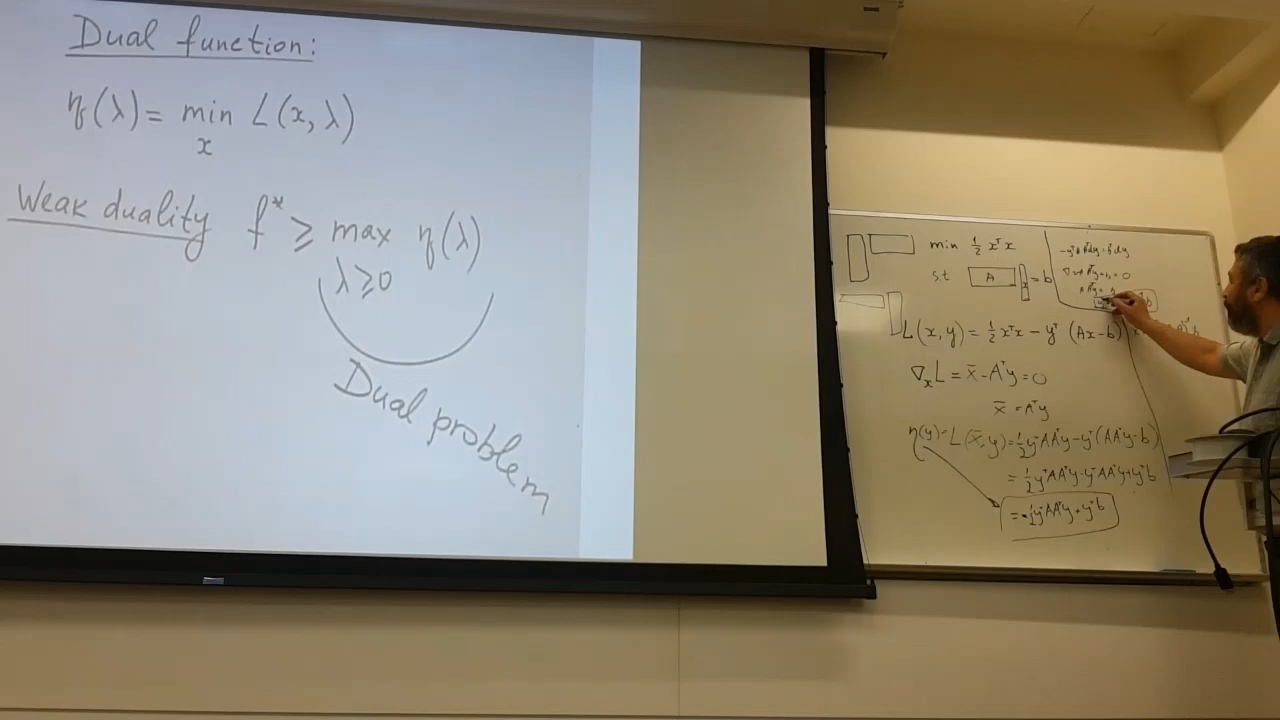 Dual function:
η(λ) = min L(x, λ)
x
Weak duality f* ≥ max η(λ)
λ ≥ 0
Dual problem
min ½ xᵀx
s.t A x = b
L(x, y) = ½ xᵀx − yᵀ (Ax − b)
∇ₓL = x̄ − Aᵀy = 0
x̄ = Aᵀy
η(y) = L(x̄, y) = ½ yᵀAAᵀy − yᵀ(AAᵀy − b)
= ½ yᵀAAᵀy − yᵀAAᵀy + yᵀb
= −½ yᵀAAᵀy + yᵀb